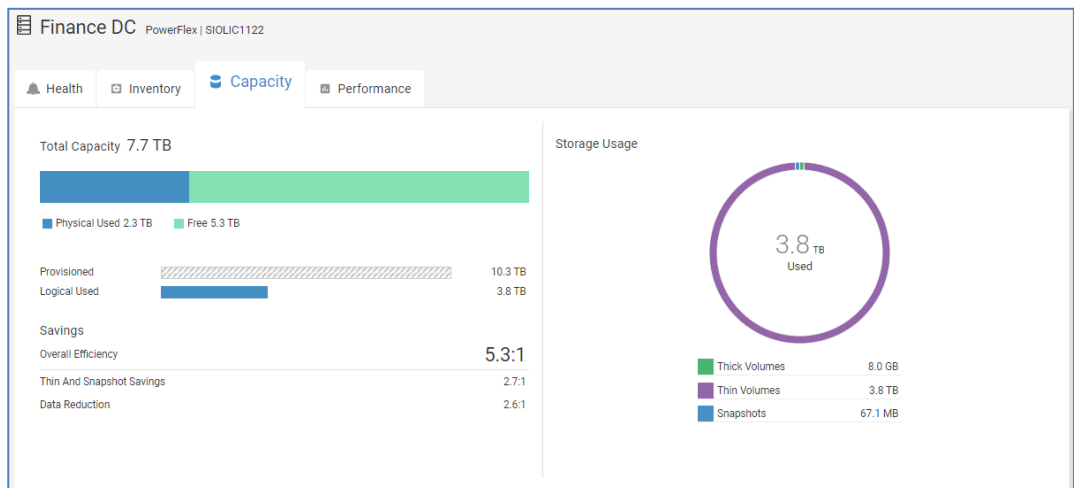 Finance DC PowerFlex | SIOLIC1122
Health Inventory Capacity Performance
Total Capacity 7.7 TB
Physical Used 2.3 TB Free 5.3 TB
Provisioned 10.3 TB
Logical Used 3.8 TB
Savings
Overall Efficiency 5.3:1
Thin And Snapshot Savings 2.7:1
Data Reduction 2.6:1
Storage Usage
3.8 TB
Used
Thick Volumes 8.0 GB
Thin Volumes 3.8 TB
Snapshots 67.1 MB